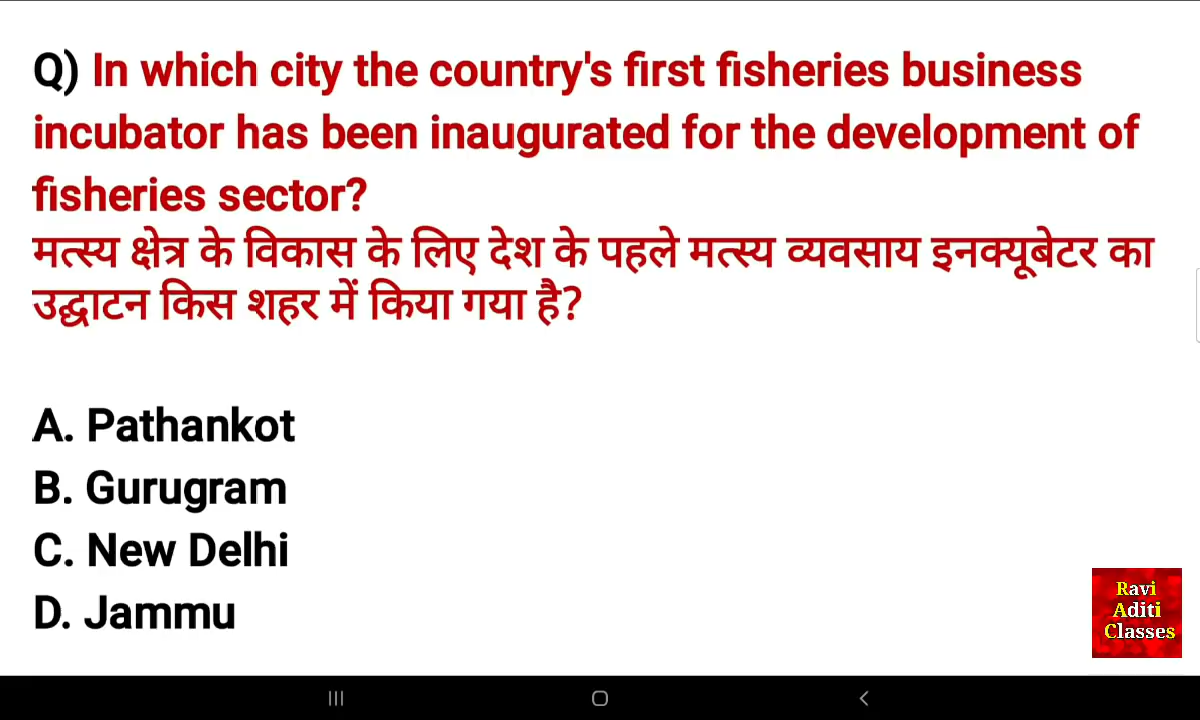 Q) In which city the country's first fisheries business
incubator has been inaugurated for the development of
fisheries sector?
मत्स्य क्षेत्र के विकास के लिए देश के पहले मत्स्य व्यवसाय इनक्यूबेटर का
उद्घाटन किस शहर में किया गया है?
A. Pathankot
B. Gurugram
C. New Delhi
D. Jammu
Ravi
Aditi
Classes